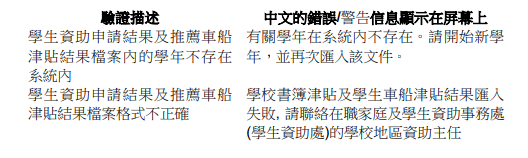 驗證描述 中文的錯誤/警告信息顯示在屏幕上
學生資助申請結果及推薦車船 有關學年在系統內不存在。請開始新學
津貼結果檔案內的學年不存在 年，並再次匯入該文件。
系統內
學生資助申請結果及推薦車船 學校書簿津貼及學生車船津貼結果匯入
津貼結果檔案格式不正確 失敗, 請聯絡在職家庭及學生資助事務處
(學生資助處)的學校地區資助主任